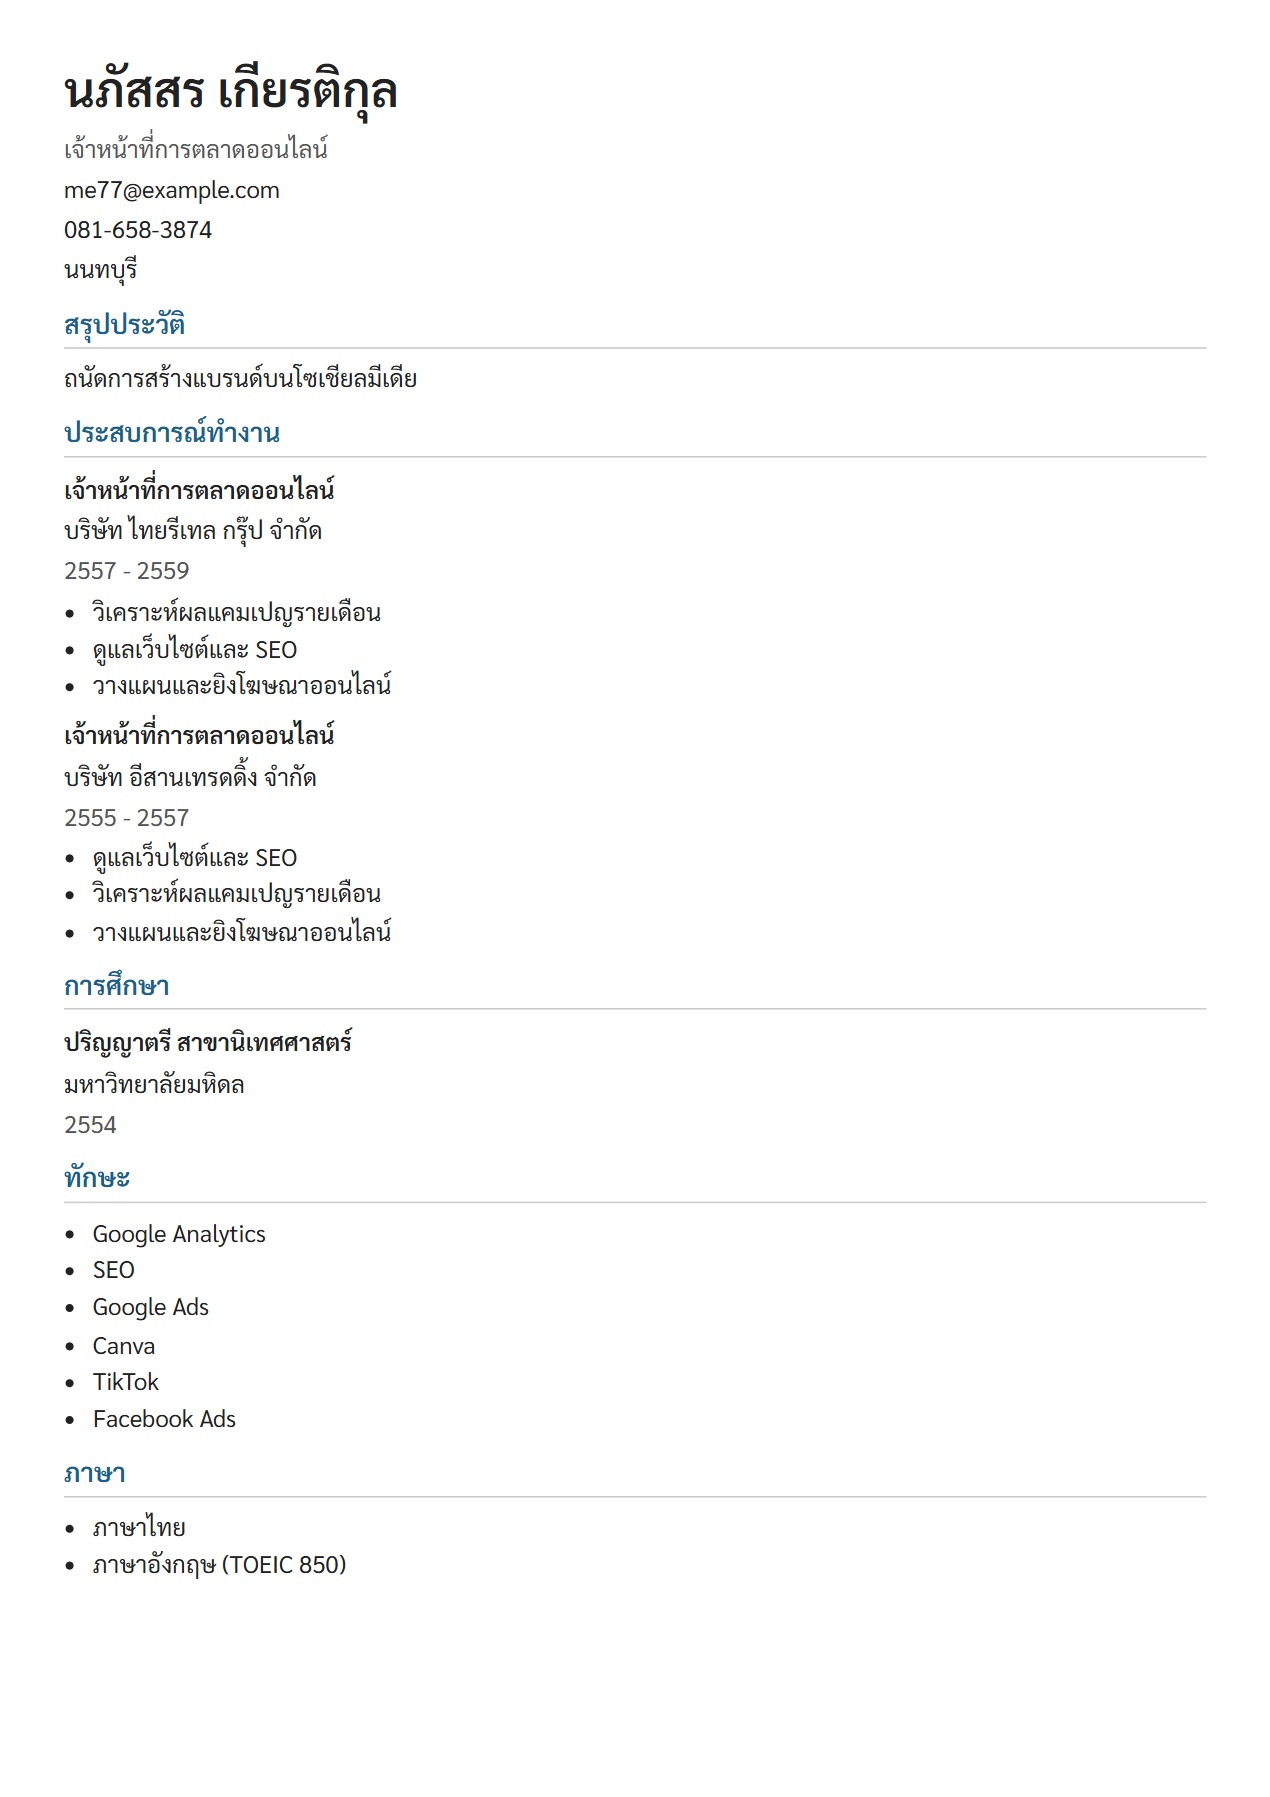 นภัสสร เกียรติกุล
เจ้าหน้าที่การตลาดออนไลน์
me77@example.com
081-658-3874
นนทบุรี
สรุปประวัติ
ถนัดการสร้างแบรนด์บนโซเชียลมีเดีย
ประสบการณ์ทำงาน
เจ้าหน้าที่การตลาดออนไลน์
บริษัท ไทยรีเทล กรุ๊ป จำกัด
2557 - 2559
• วิเคราะห์ผลแคมเปญรายเดือน
• ดูแลเว็บไซต์และ SEO
• วางแผนและยิงโฆษณาออนไลน์
เจ้าหน้าที่การตลาดออนไลน์
บริษัท อีสานเทรดดิ้ง จำกัด
2555 - 2557
• ดูแลเว็บไซต์และ SEO
• วิเคราะห์ผลแคมเปญรายเดือน
• วางแผนและยิงโฆษณาออนไลน์
การศึกษา
ปริญญาตรี สาขานิเทศศาสตร์
มหาวิทยาลัยมหิดล
2554
ทักษะ
• Google Analytics
• SEO
• Google Ads
• Canva
• TikTok
• Facebook Ads
ภาษา
• ภาษาไทย
• ภาษาอังกฤษ (TOEIC 850)